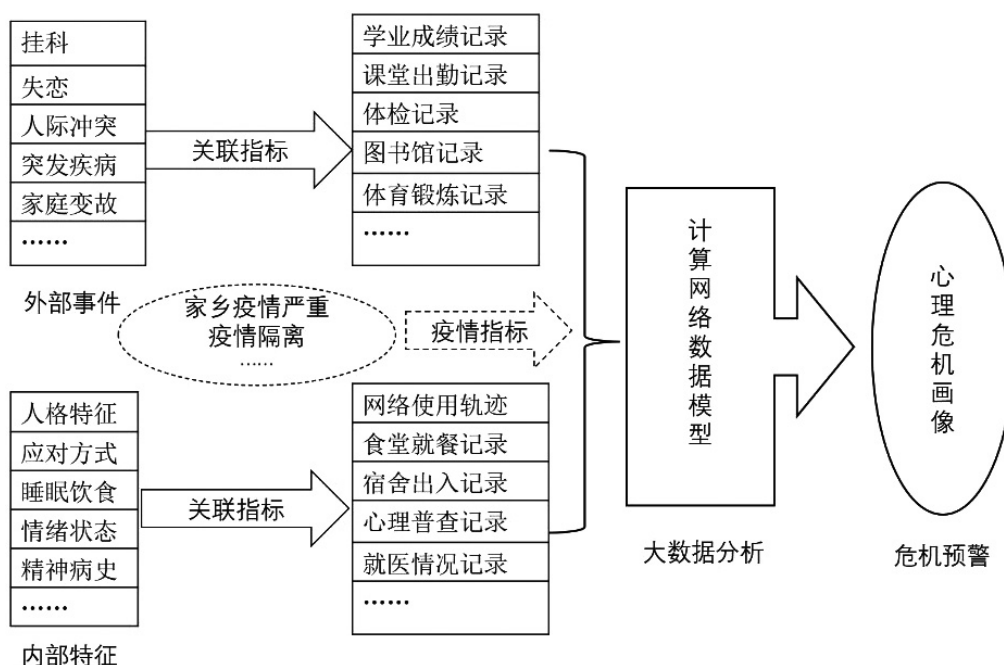 挂科
失恋
人际冲突
突发疾病
家庭变故
……
外部事件
关联指标
学业成绩记录
课堂出勤记录
体检记录
图书馆记录
体育锻炼记录
……
家乡疫情严重
疫情隔离
……
疫情指标
人格特征
应对方式
睡眠饮食
情绪状态
精神病史
……
内部特征
关联指标
网络使用轨迹
食堂就餐记录
宿舍出入记录
心理普查记录
就医情况记录
……
计算网络数据模型
大数据分析
心理危机画像
危机预警